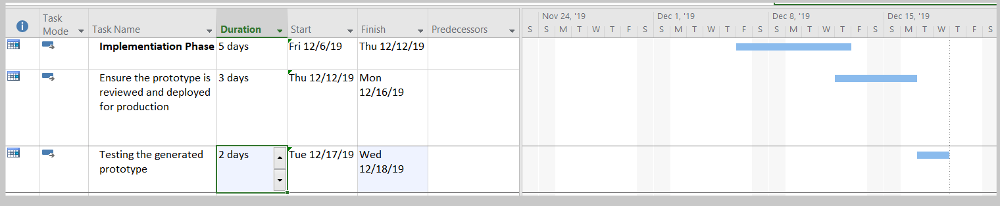 Nov 24, '19 Dec 1, '19 Dec 8, '19 Dec 15, '19
Task Mode Task Name Duration Start Finish Predecessors
S S M T W T F S S M T W T F S S M T W T F S S M T W T F S
Implementiation Phase 5 days Fri 12/6/19 Thu 12/12/19
Ensure the prototype is 3 days Thu 12/12/19 Mon
reviewed and deployed 12/16/19
for production
Testing the generated 2 days Tue 12/17/19 Wed
prototype 12/18/19